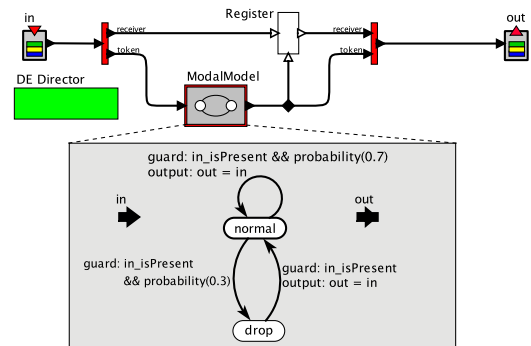 in
receiver
token
Register
receiver
token
out
DE Director
ModalModel
guard: in_isPresent && probability(0.7)
output: out = in
in
out
normal
guard: in_isPresent
&& probability(0.3)
guard: in_isPresent
output: out = in
drop